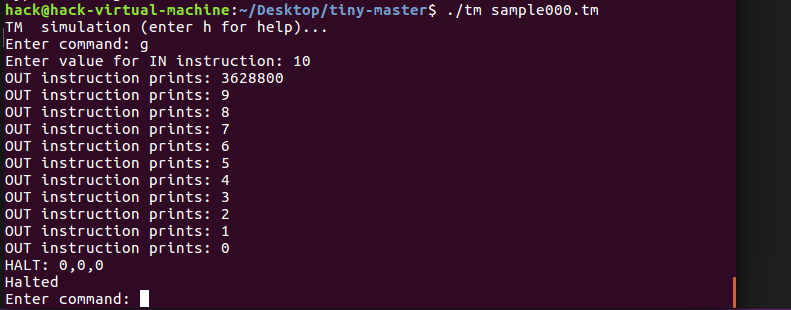 hack@hack-virtual-machine:~/Desktop/tiny-master$ ./tm sample000.tm
TM  simulation (enter h for help)...
Enter command: g
Enter value for IN instruction: 10
OUT instruction prints: 3628800
OUT instruction prints: 9
OUT instruction prints: 8
OUT instruction prints: 7
OUT instruction prints: 6
OUT instruction prints: 5
OUT instruction prints: 4
OUT instruction prints: 3
OUT instruction prints: 2
OUT instruction prints: 1
OUT instruction prints: 0
HALT: 0,0,0
Halted
Enter command: